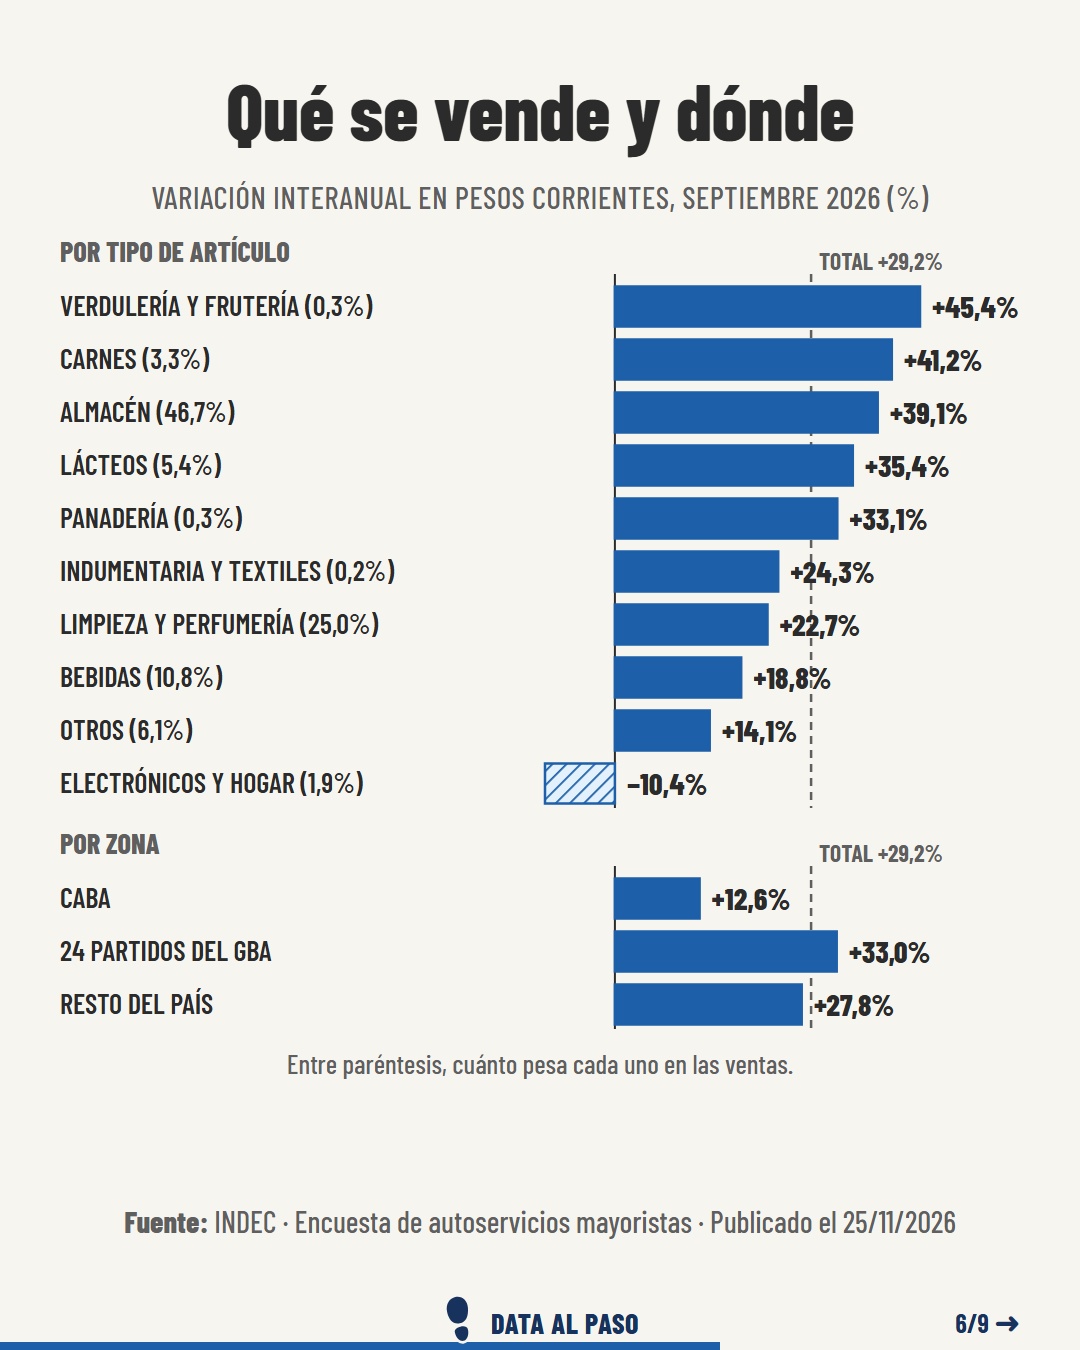 Qué se vende y dónde
VARIACIÓN INTERANUAL EN PESOS CORRIENTES, SEPTIEMBRE 2026 (%)
POR TIPO DE ARTÍCULO
TOTAL +29,2%
VERDULERÍA Y FRUTERÍA (0,3%) +45,4%
CARNES (3,3%) +41,2%
ALMACÉN (46,7%) +39,1%
LÁCTEOS (5,4%) +35,4%
PANADERÍA (0,3%) +33,1%
INDUMENTARIA Y TEXTILES (0,2%) +24,3%
LIMPIEZA Y PERFUMERÍA (25,0%) +22,7%
BEBIDAS (10,8%) +18,8%
OTROS (6,1%) +14,1%
ELECTRÓNICOS Y HOGAR (1,9%) −10,4%
POR ZONA
TOTAL +29,2%
CABA +12,6%
24 PARTIDOS DEL GBA +33,0%
RESTO DEL PAÍS +27,8%
Entre paréntesis, cuánto pesa cada uno en las ventas.
Fuente: INDEC · Encuesta de autoservicios mayoristas · Publicado el 25/11/2026
DATA AL PASO
6/9 →